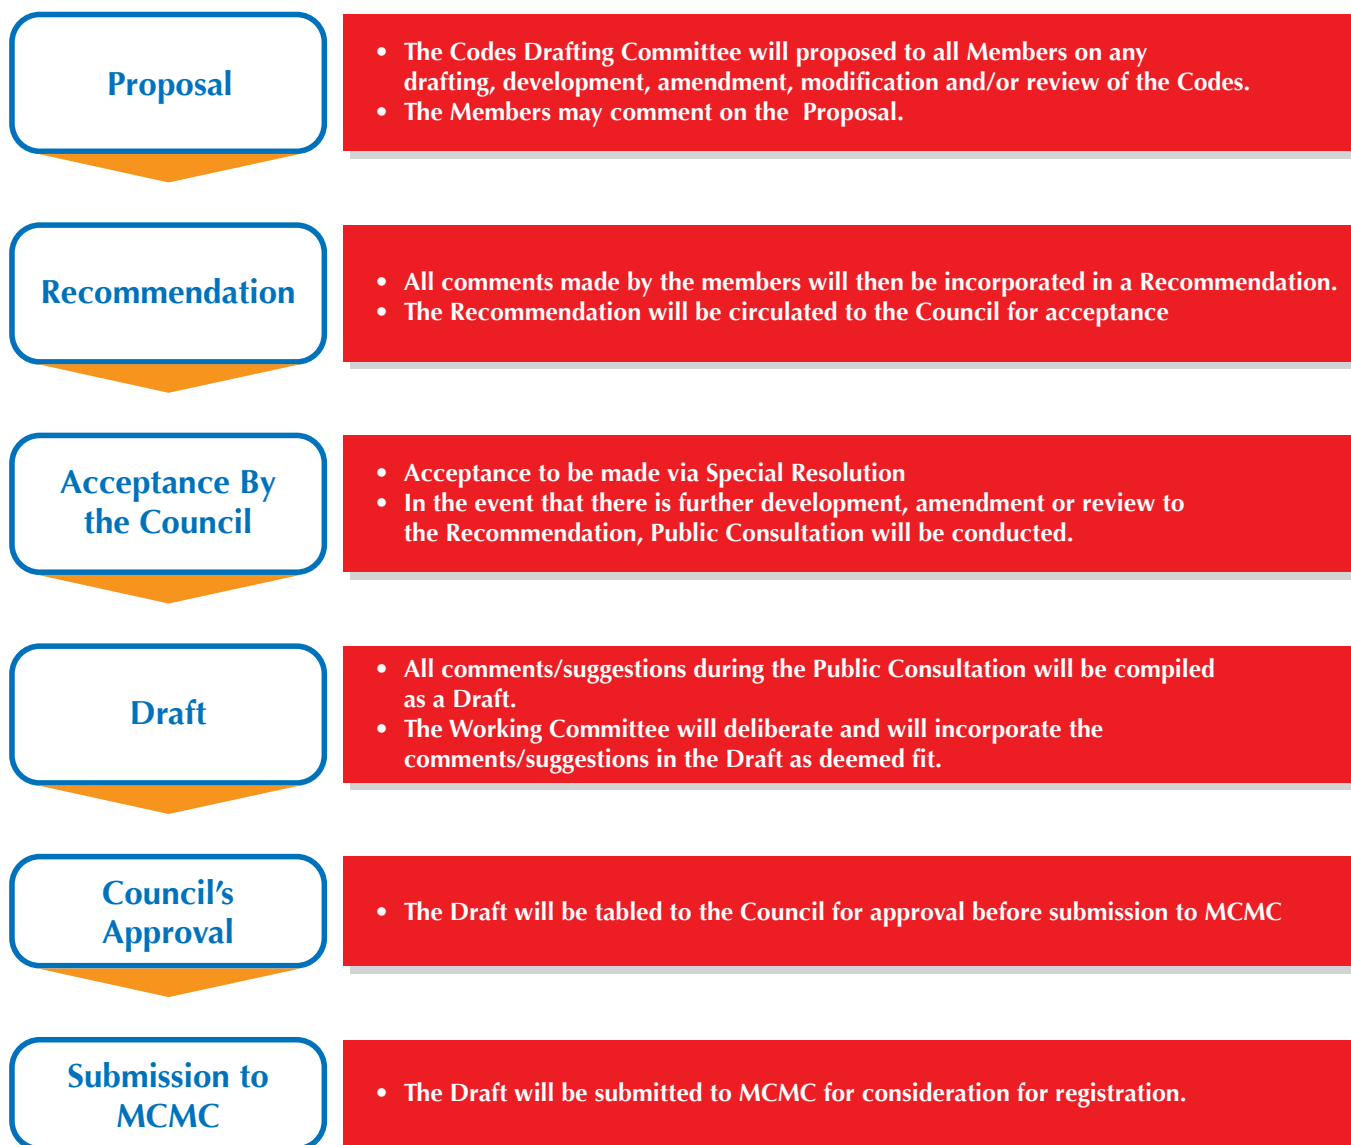 Proposal
• The Codes Drafting Committee will proposed to all Members on any
drafting, development, amendment, modification and/or review of the Codes.
• The Members may comment on the Proposal.
Recommendation
• All comments made by the members will then be incorporated in a Recommendation.
• The Recommendation will be circulated to the Council for acceptance
Acceptance By
the Council
• Acceptance to be made via Special Resolution
• In the event that there is further development, amendment or review to
the Recommendation, Public Consultation will be conducted.
Draft
• All comments/suggestions during the Public Consultation will be compiled
as a Draft.
• The Working Committee will deliberate and will incorporate the
comments/suggestions in the Draft as deemed fit.
Council’s
Approval
• The Draft will be tabled to the Council for approval before submission to MCMC
Submission to
MCMC
• The Draft will be submitted to MCMC for consideration for registration.